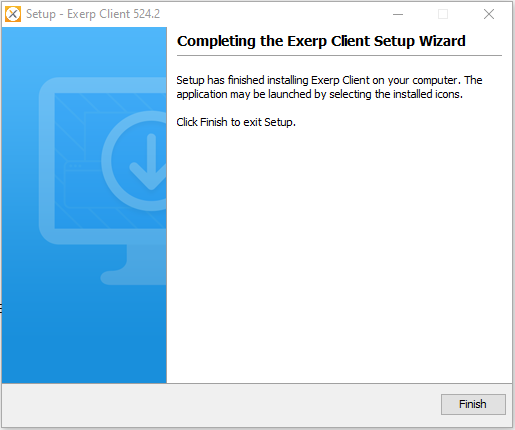 Setup - Exerp Client 524.2
Completing the Exerp Client Setup Wizard
Setup has finished installing Exerp Client on your computer. The
application may be launched by selecting the installed icons.
Click Finish to exit Setup.
Finish